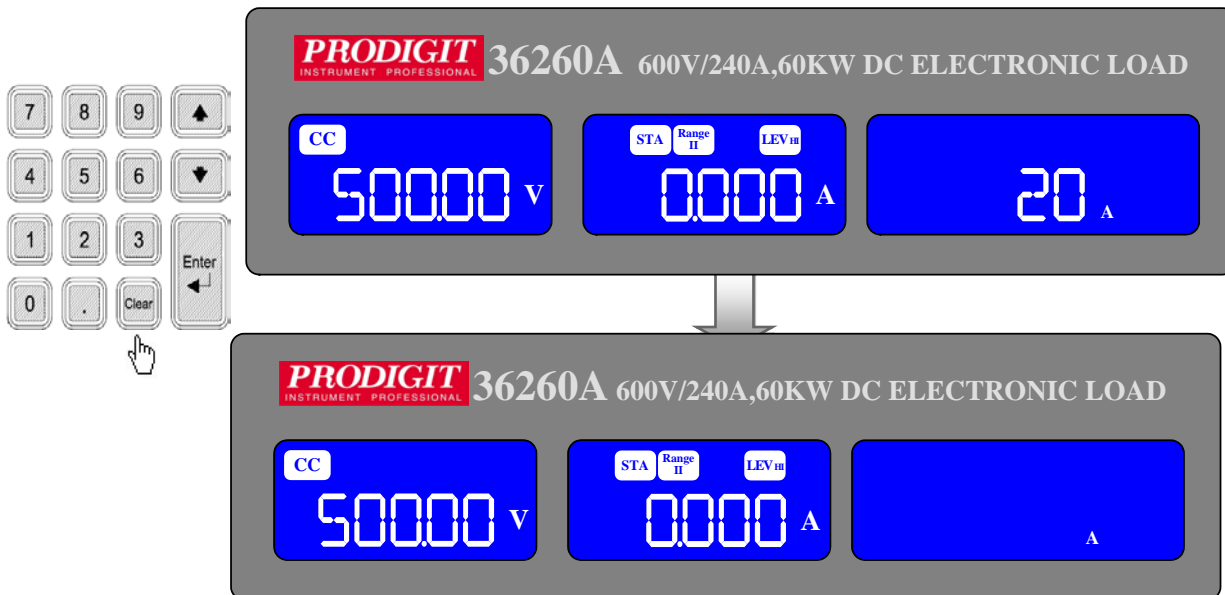 PRODIGIT
INSTRUMENT PROFESSIONAL
36260A 600V/240A,60KW DC ELECTRONIC LOAD
7 8 9
4 5 6
1 2 3
0 . Clear
Enter
CC
500.00 V
STA Range II LEV HI
0.000 A
20 A
PRODIGIT
INSTRUMENT PROFESSIONAL
36260A 600V/240A,60KW DC ELECTRONIC LOAD
CC
500.00 V
STA Range II LEV HI
0.000 A
A